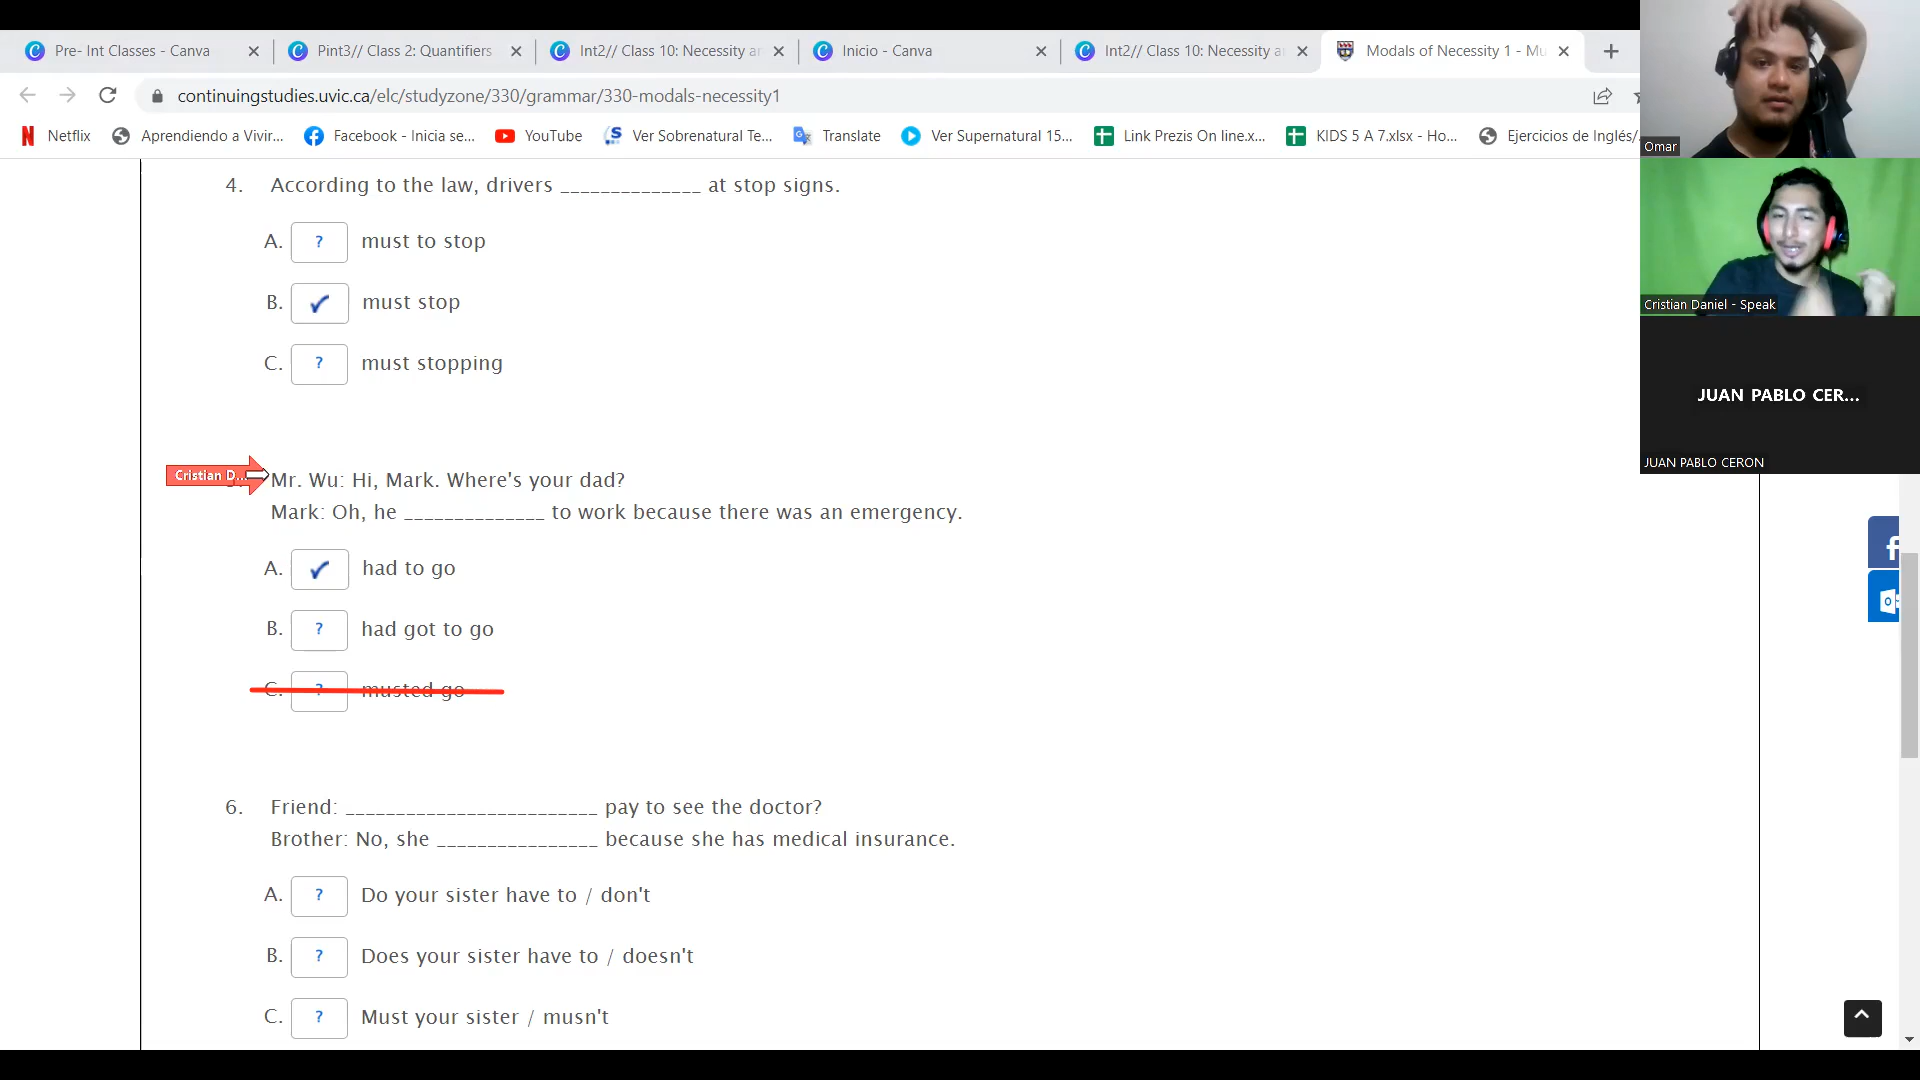 Pre- Int Classes - Canva
Pint3// Class 2: Quantifiers
Int2// Class 10: Necessity ar
Inicio - Canva
Int2// Class 10: Necessity a
Modals of Necessity 1 - Mu
continuingstudies.uvic.ca/elc/studyzone/330/grammar/330-modals-necessity1
Netflix
Aprendiendo a Vivir...
Facebook - Inicia se...
YouTube
Ver Sobrenatural Te...
Translate
Ver Supernatural 15...
Link Prezis On line.x...
KIDS 5 A 7.xlsx - Ho...
Ejercicios de Inglés/
Omar
Cristian Daniel - Speak
JUAN PABLO CER...
JUAN PABLO CERON
4. According to the law, drivers ______________ at stop signs.
A. ? must to stop
B. ✓ must stop
C. ? must stopping
Cristian D...
Mr. Wu: Hi, Mark. Where's your dad?
Mark: Oh, he ______________ to work because there was an emergency.
A. ✓ had to go
B. ? had got to go
C. ? musted go
6. Friend: _________________________ pay to see the doctor?
Brother: No, she ________________ because she has medical insurance.
A. ? Do your sister have to / don't
B. ? Does your sister have to / doesn't
C. ? Must your sister / musn't